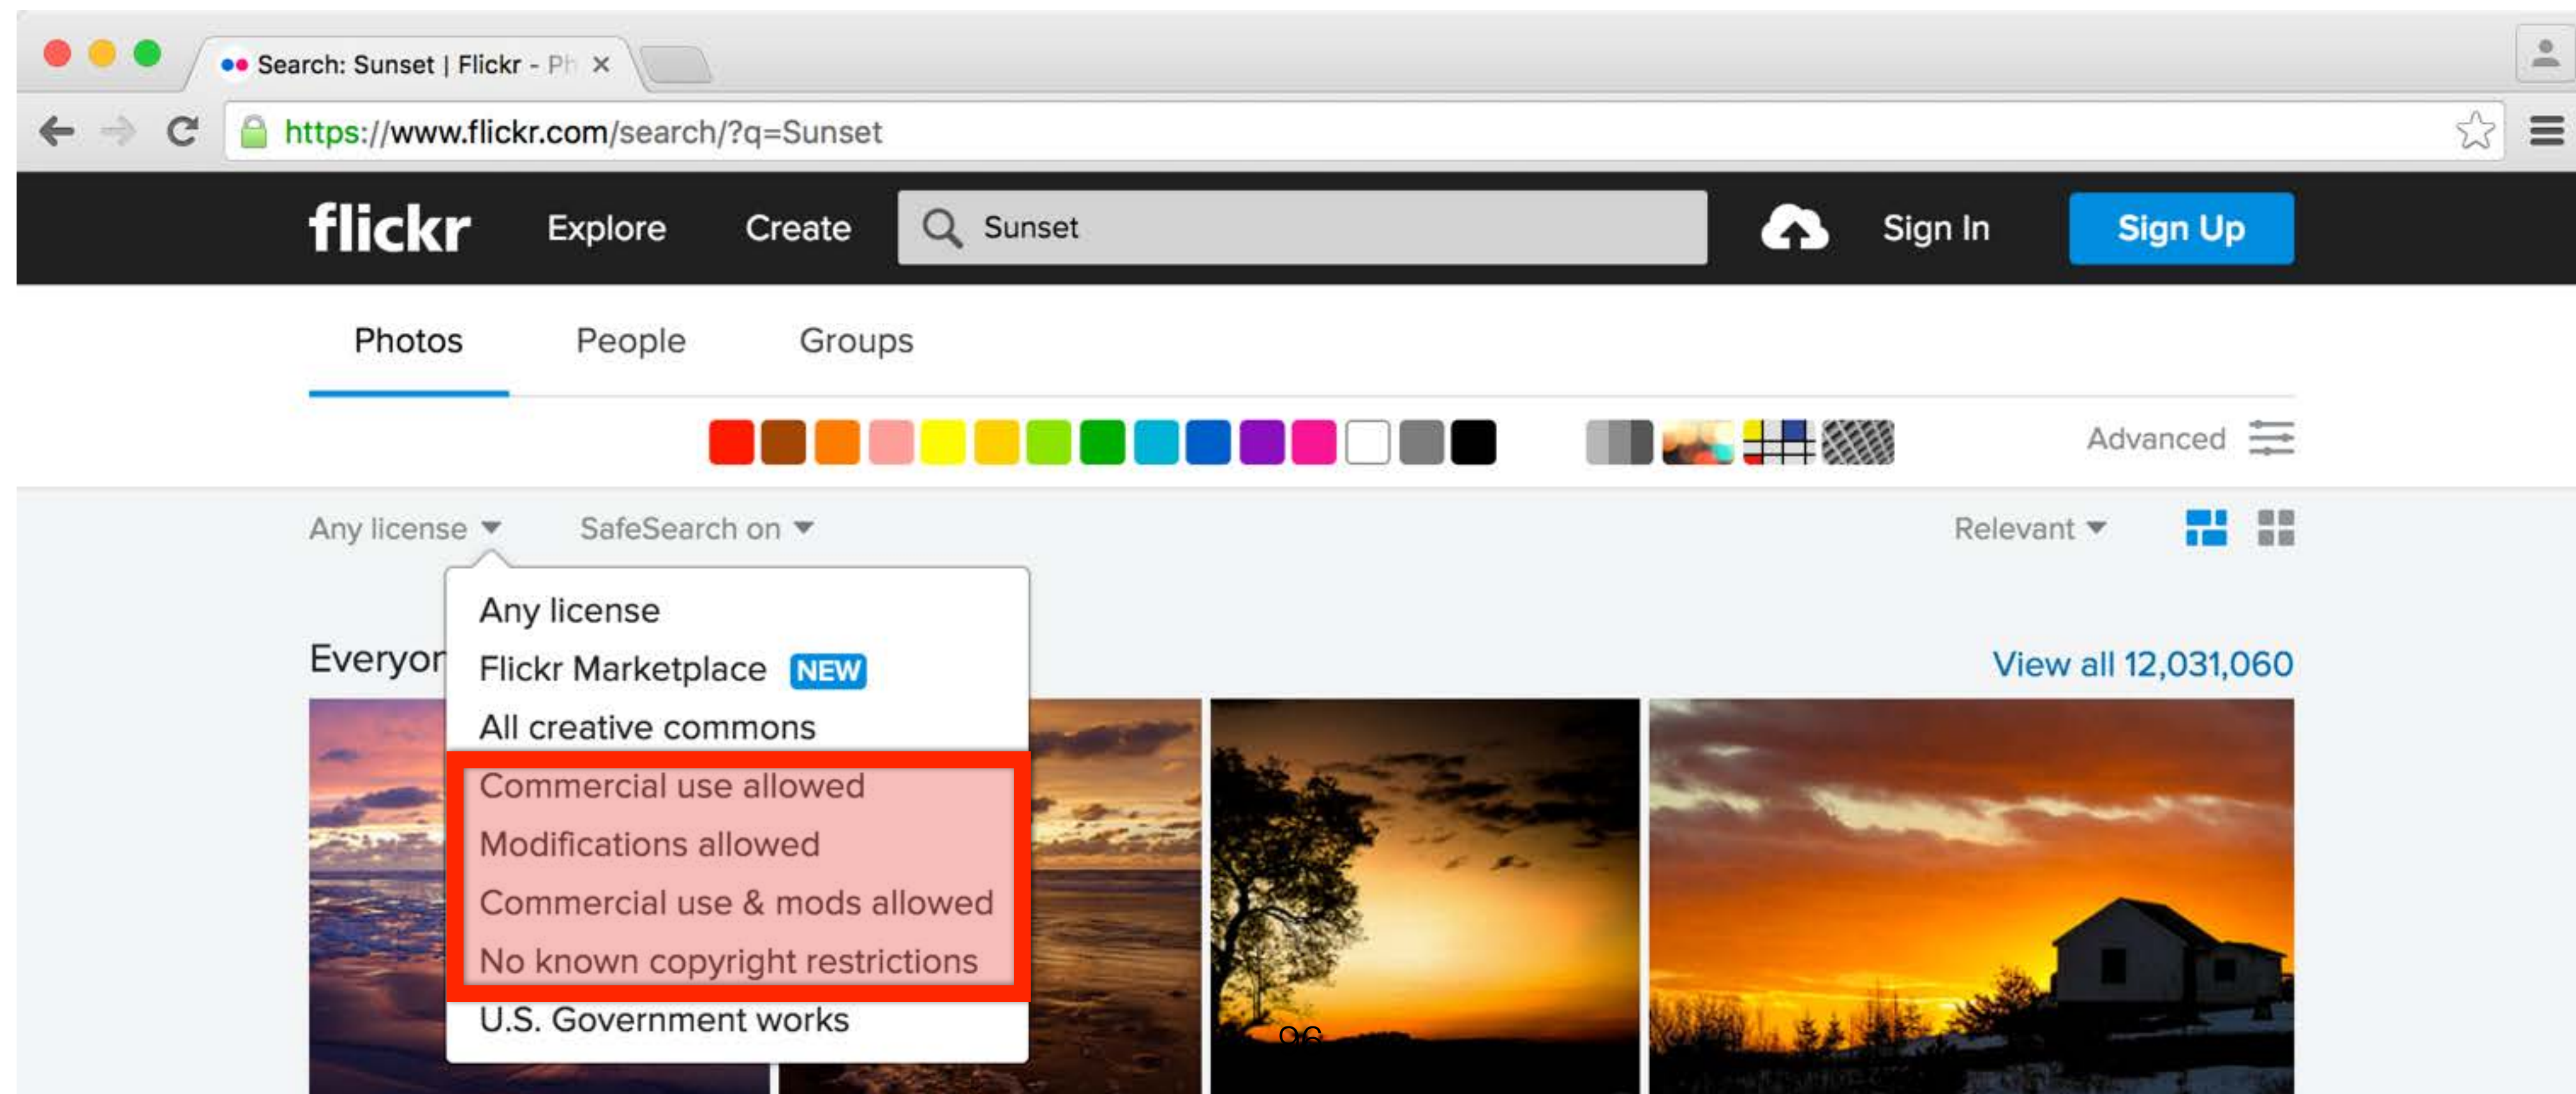 Search: Sunset | Flickr - Ph
https://www.flickr.com/search/?q=Sunset
flickr Explore Create Sunset Sign In Sign Up
Photos People Groups
Advanced
Any license SafeSearch on Relevant
Any license
Everyon
Flickr Marketplace NEW
View all 12,031,060
All creative commons
Commercial use allowed
Modifications allowed
Commercial use & mods allowed
No known copyright restrictions
U.S. Government works